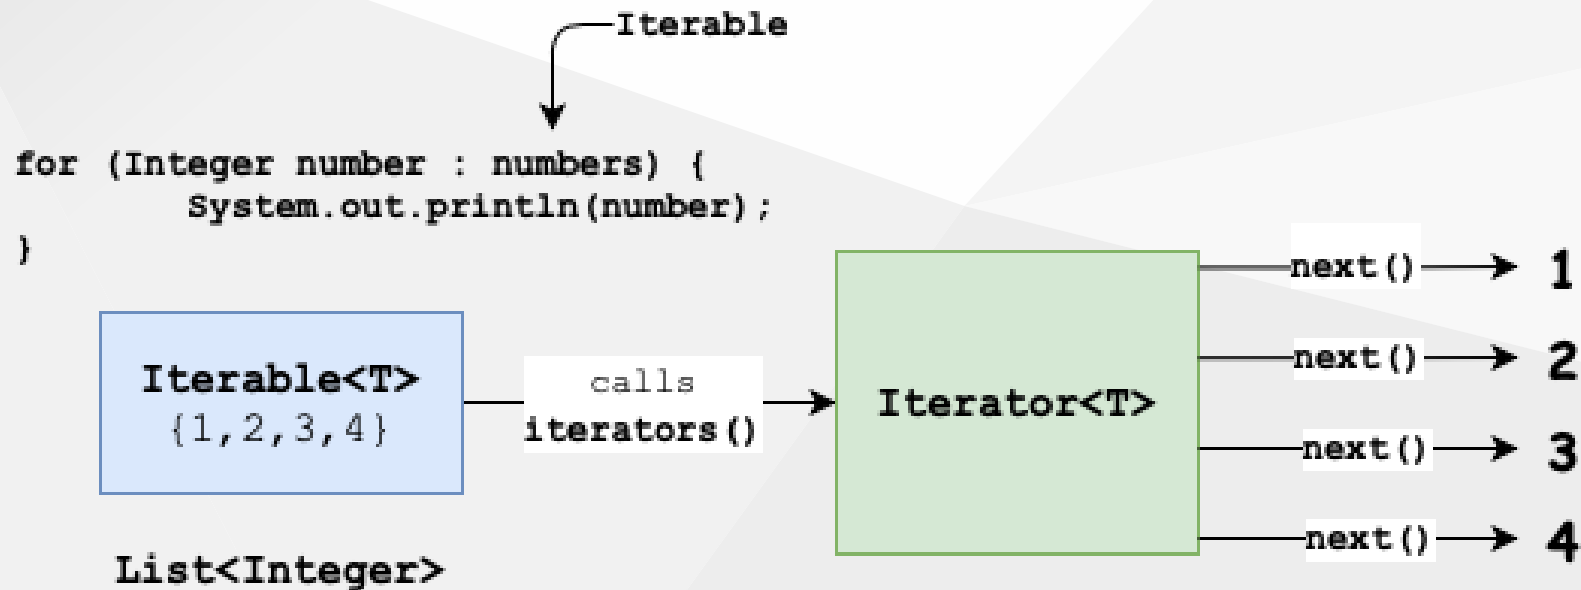 Iterable
for (Integer number : numbers) {
System.out.println(number);
}
Iterable<T>
{1,2,3,4}
List<Integer>
calls
iterators()
Iterator<T>
next() 1
next() 2
next() 3
next() 4